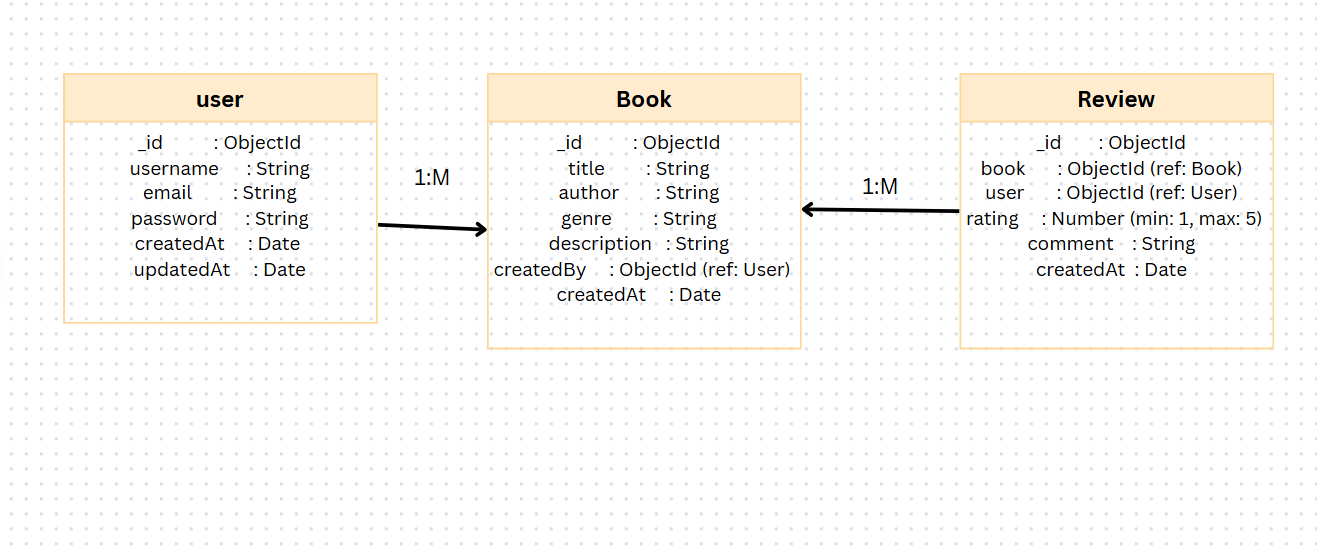 user
_id : ObjectId
username : String
email : String
password : String
createdAt : Date
updatedAt : Date
1:M
Book
_id : ObjectId
title : String
author : String
genre : String
description : String
createdBy : ObjectId (ref: User)
createdAt : Date
1:M
Review
_id : ObjectId
book : ObjectId (ref: Book)
user : ObjectId (ref: User)
rating : Number (min: 1, max: 5)
comment : String
createdAt : Date